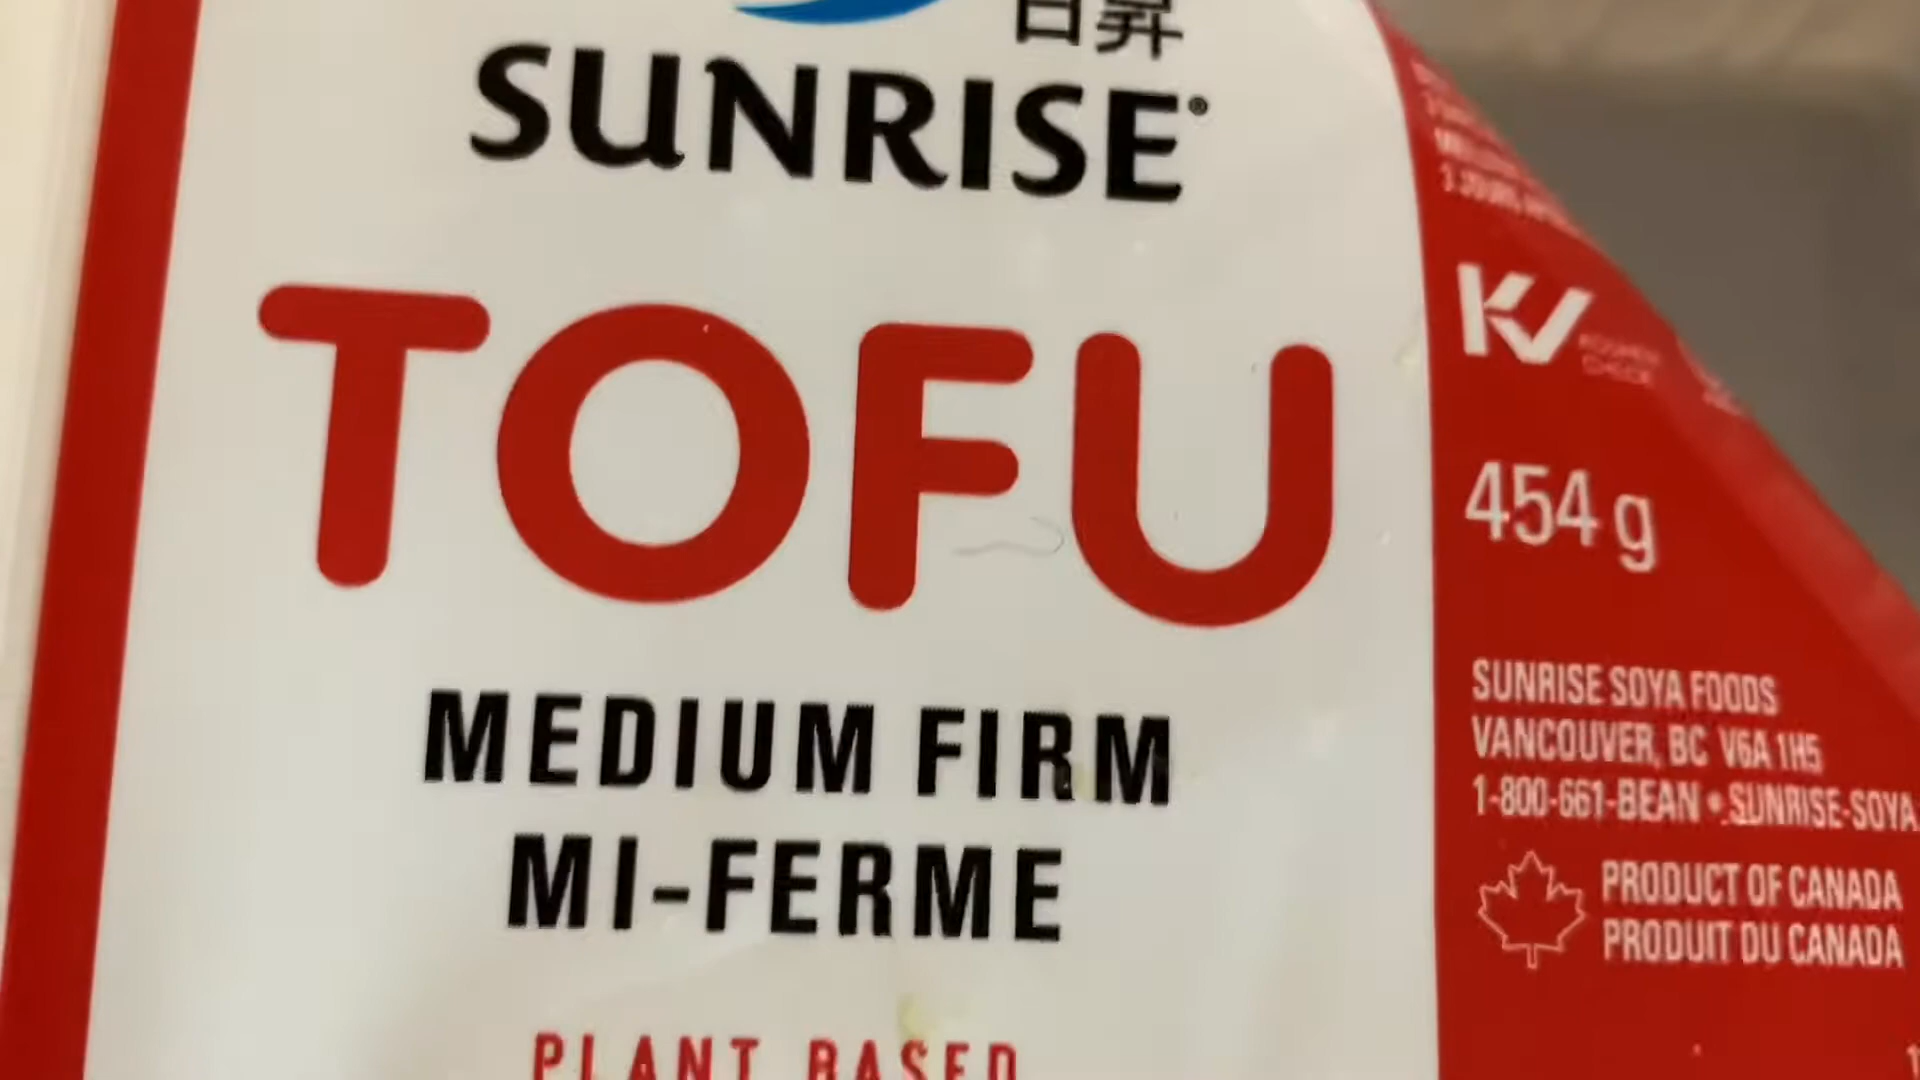 日昇
SUNRISE®
TOFU
MEDIUM FIRM
MI-FERME
PLANT BASED
KV
454 g
SUNRISE SOYA FOODS
VANCOUVER, BC V6A 1H5
1-800-661-BEAN • SUNRISE-SOYA
PRODUCT OF CANADA
PRODUIT DU CANADA